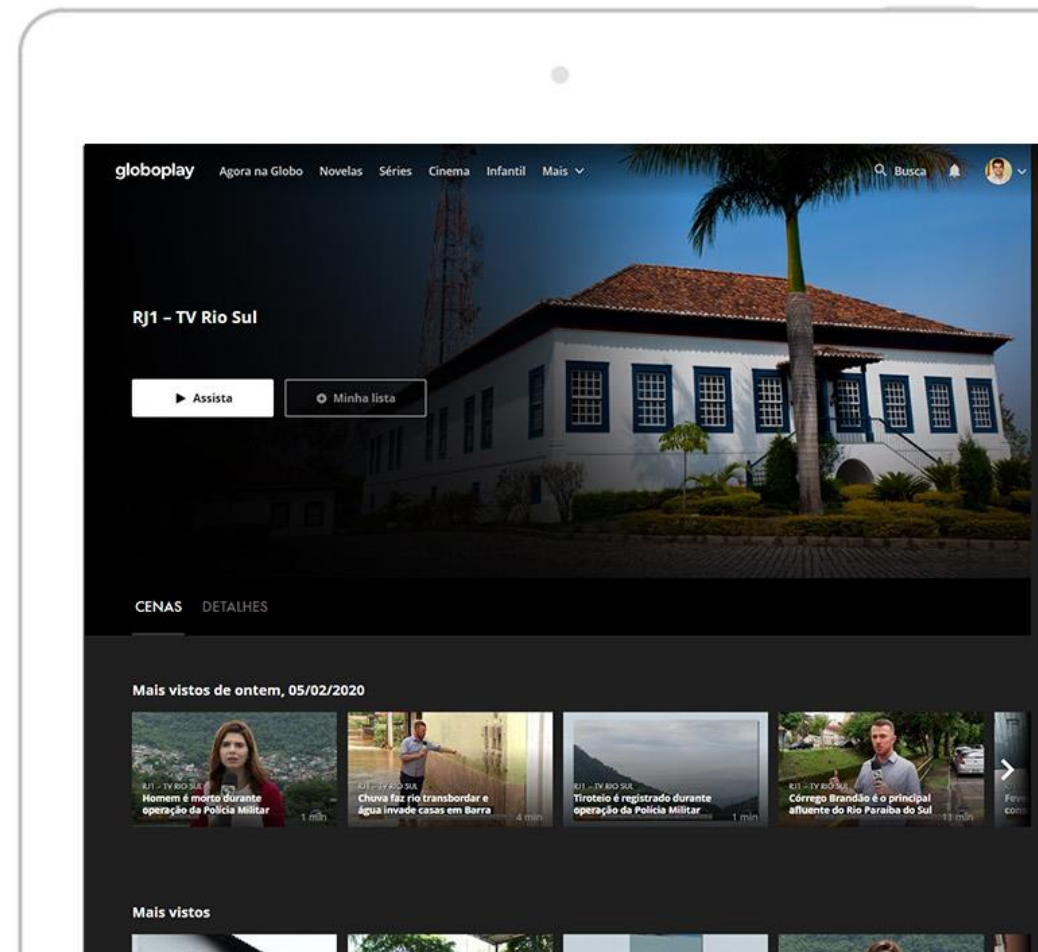 globoplay Agora na Globo Novelas Séries Cinema Infantil Mais Busca
RJ1 – TV Rio Sul
Assista Minha lista
CENAS DETALHES
Mais vistos de ontem, 05/02/2020
RJ1 – TV RIO SUL
Homem é morto durante
operação da Polícia Militar
1 min
RJ1 – TV RIO SUL
Chuva faz rio transbordar e
água invade casas em Barra
4 min
RJ1 – TV RIO SUL
Tiroteio é registrado durante
operação da Polícia Militar
1 min
RJ1 – TV RIO SUL
Córrego Brandão é o principal
afluente do Rio Paraíba do Sul
11 min
Mais vistos